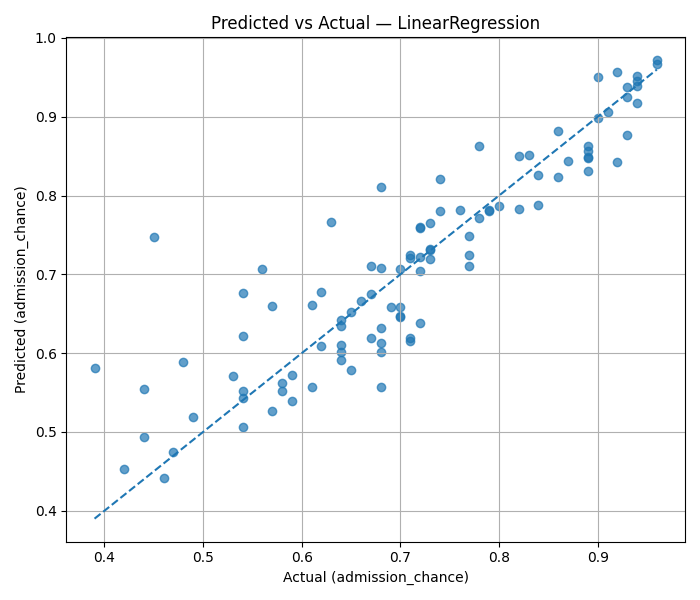 Predicted vs Actual — LinearRegression
1.0
0.9
0.8
0.7
0.6
0.5
0.4
Predicted (admission_chance)
0.4 0.5 0.6 0.7 0.8 0.9
Actual (admission_chance)